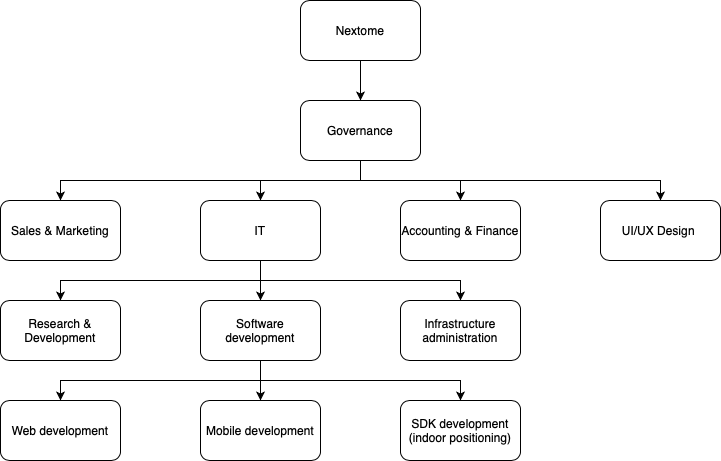 Nextome
Governance
Sales & Marketing
IT
Accounting & Finance
UI/UX Design
Research &
Development
Software
development
Infrastructure
administration
Web development
Mobile development
SDK development
(indoor positioning)